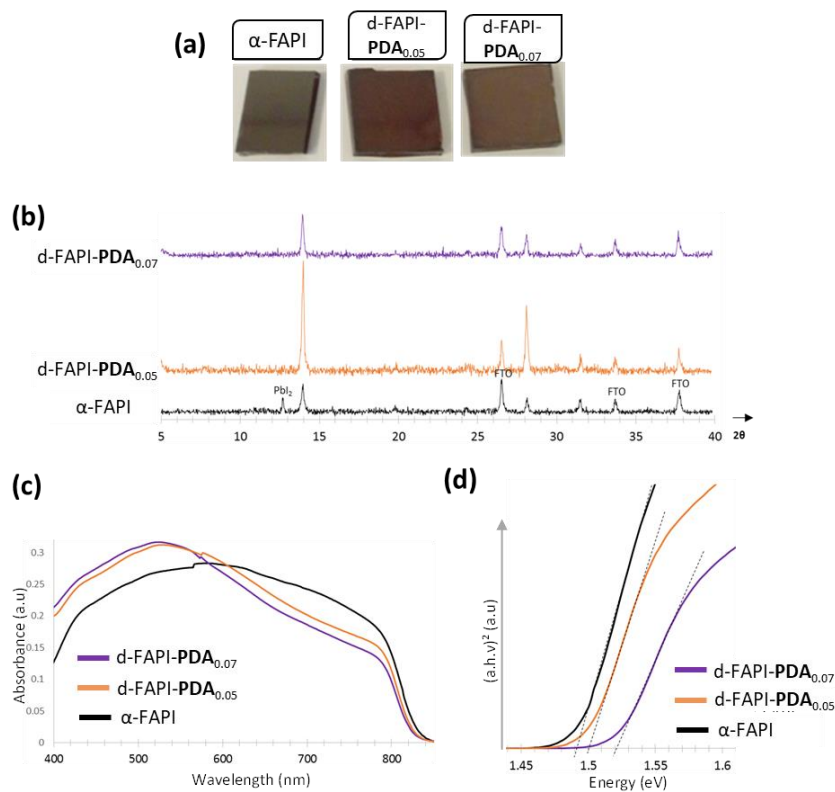 (a)
α-FAPI
d-FAPI-
PDA0.05
d-FAPI-
PDA0.07
(b)
d-FAPI-PDA0.07
d-FAPI-PDA0.05
α-FAPI
PbI2
FTO
FTO
FTO
5 10 15 20 25 30 35 40 2θ
(c)
Absorbance (a.u)
0.3
0.25
0.2
0.15
0.1
0.05
0
d-FAPI-PDA0.07
d-FAPI-PDA0.05
α-FAPI
400 500 600 700 800
Wavelength (nm)
(d)
(a.h.ν)² (a.u)
d-FAPI-PDA0.07
d-FAPI-PDA0.05
α-FAPI
1.45 1.5 1.55 1.6
Energy (eV)